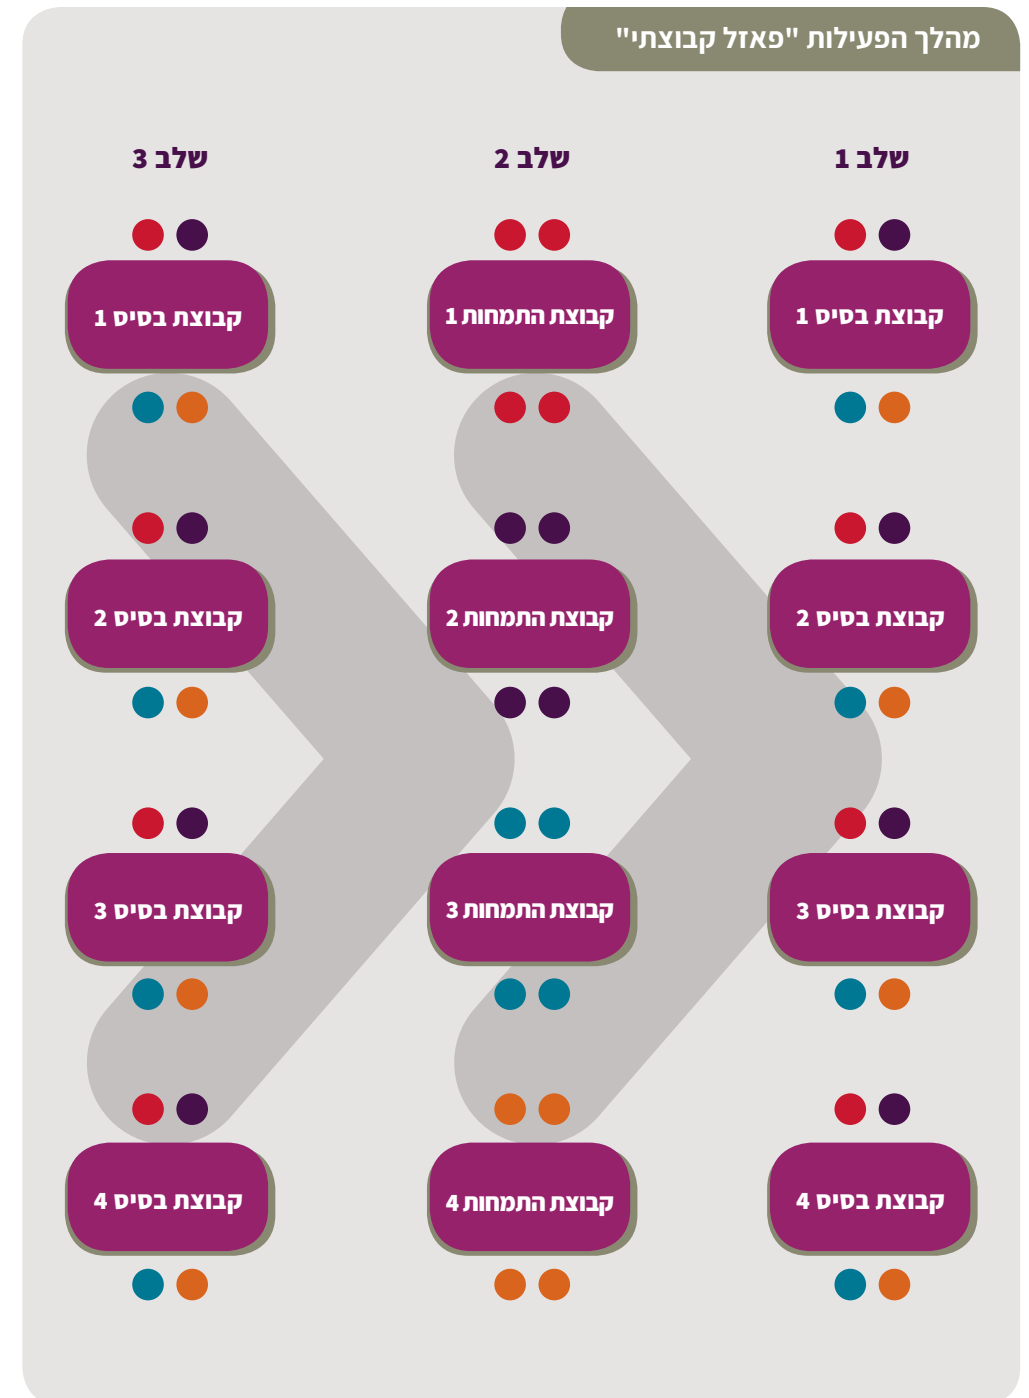 מהלך הפעילות "פאזל קבוצתי"
שלב 1
שלב 2
שלב 3
קבוצת בסיס 1
קבוצת התמחות 1
קבוצת בסיס 1
קבוצת בסיס 2
קבוצת התמחות 2
קבוצת בסיס 2
קבוצת בסיס 3
קבוצת התמחות 3
קבוצת בסיס 3
קבוצת בסיס 4
קבוצת התמחות 4
קבוצת בסיס 4